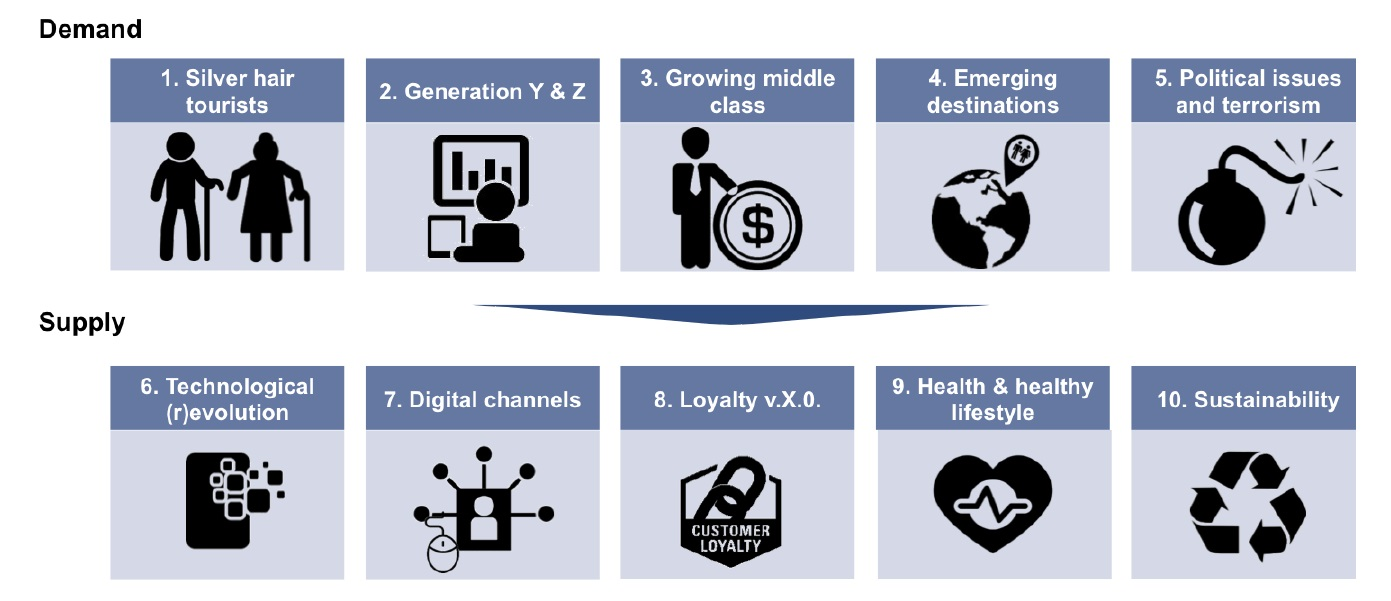 Demand
1. Silver hair
tourists
2. Generation Y & Z
3. Growing middle
class
4. Emerging
destinations
5. Political issues
and terrorism
$
Supply
6. Technological
(r)evolution
7. Digital channels
8. Loyalty v.X.0.
CUSTOMER
LOYALTY
9. Health & healthy
lifestyle
10. Sustainability